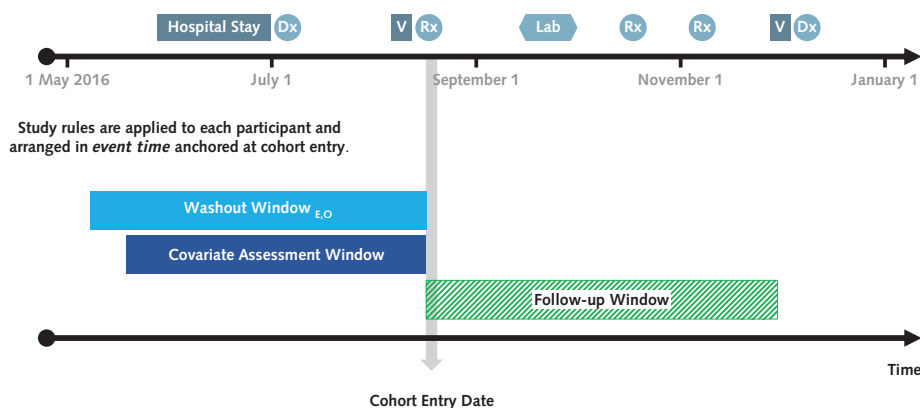 Hospital Stay Dx V Rx Lab Rx Rx V Dx
1 May 2016 July 1 September 1 November 1 January 1
Study rules are applied to each participant and
arranged in event time anchored at cohort entry.
Washout Window E,O
Covariate Assessment Window
Follow-up Window
Time
Cohort Entry Date